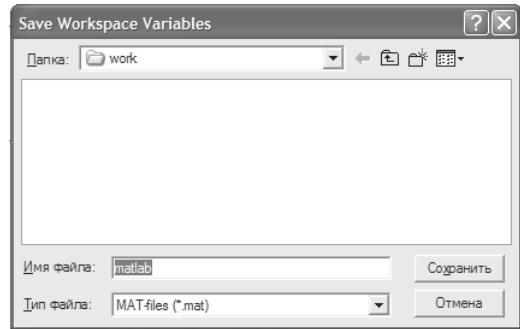 Save Workspace Variables
Папка: work
Имя файла: matlab Сохранить
Тип файла: MAT-files (*.mat) Отмена